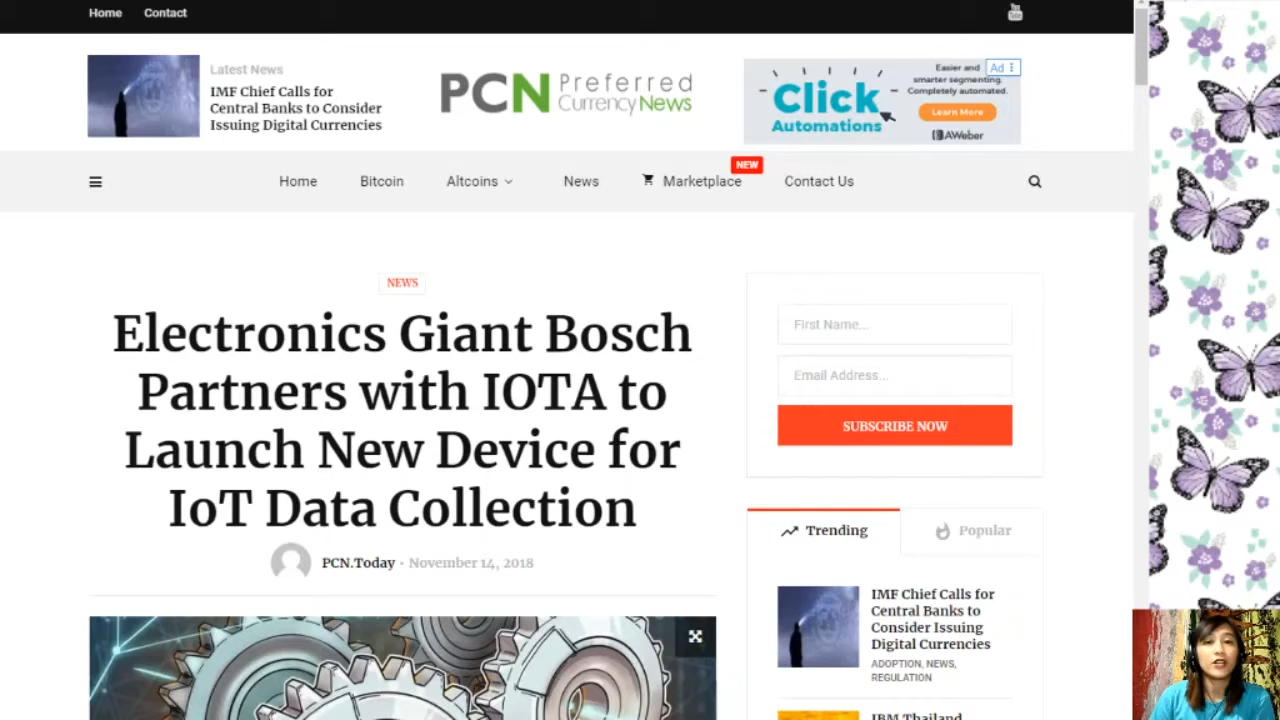 Home Contact
You Tube
Latest News
IMF Chief Calls for
Central Banks to Consider
Issuing Digital Currencies
PCN Preferred
Currency News
Click
Automations
Easier and
smarter segmenting.
Completely automated.
Learn More
AWeber
Ad
Home Bitcoin Altcoins News Marketplace NEW Contact Us
NEWS
Electronics Giant Bosch
Partners with IOTA to
Launch New Device for
IoT Data Collection
PCN.Today • November 14, 2018
First Name...
Email Address...
SUBSCRIBE NOW
Trending Popular
IMF Chief Calls for
Central Banks to
Consider Issuing
Digital Currencies
ADOPTION, NEWS,
REGULATION
IBM Thailand